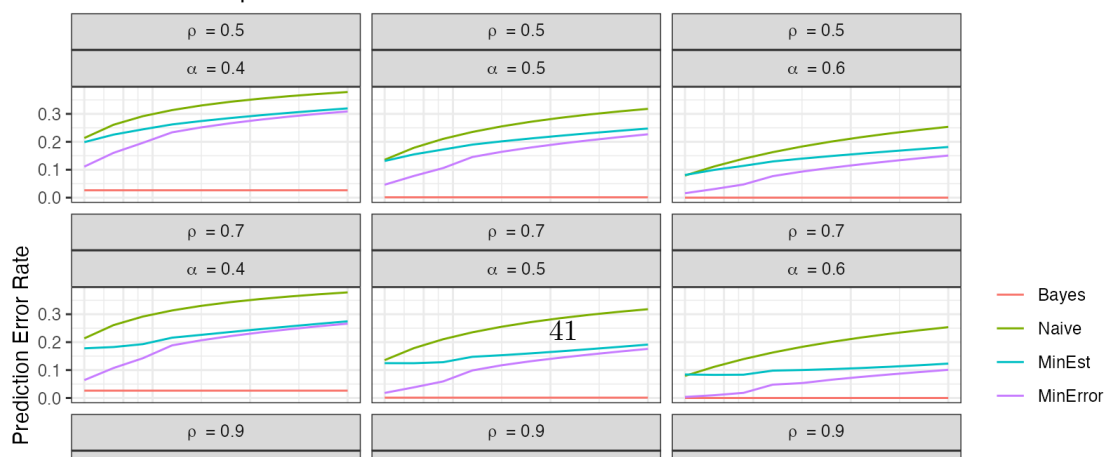 ρ = 0.5
ρ = 0.5
ρ = 0.5
α = 0.4
α = 0.5
α = 0.6
0.3
0.2
0.1
0.0
ρ = 0.7
ρ = 0.7
ρ = 0.7
α = 0.4
α = 0.5
α = 0.6
0.3
0.2
0.1
0.0
41
Prediction Error Rate
Bayes
Naive
MinEst
MinError
ρ = 0.9
ρ = 0.9
ρ = 0.9